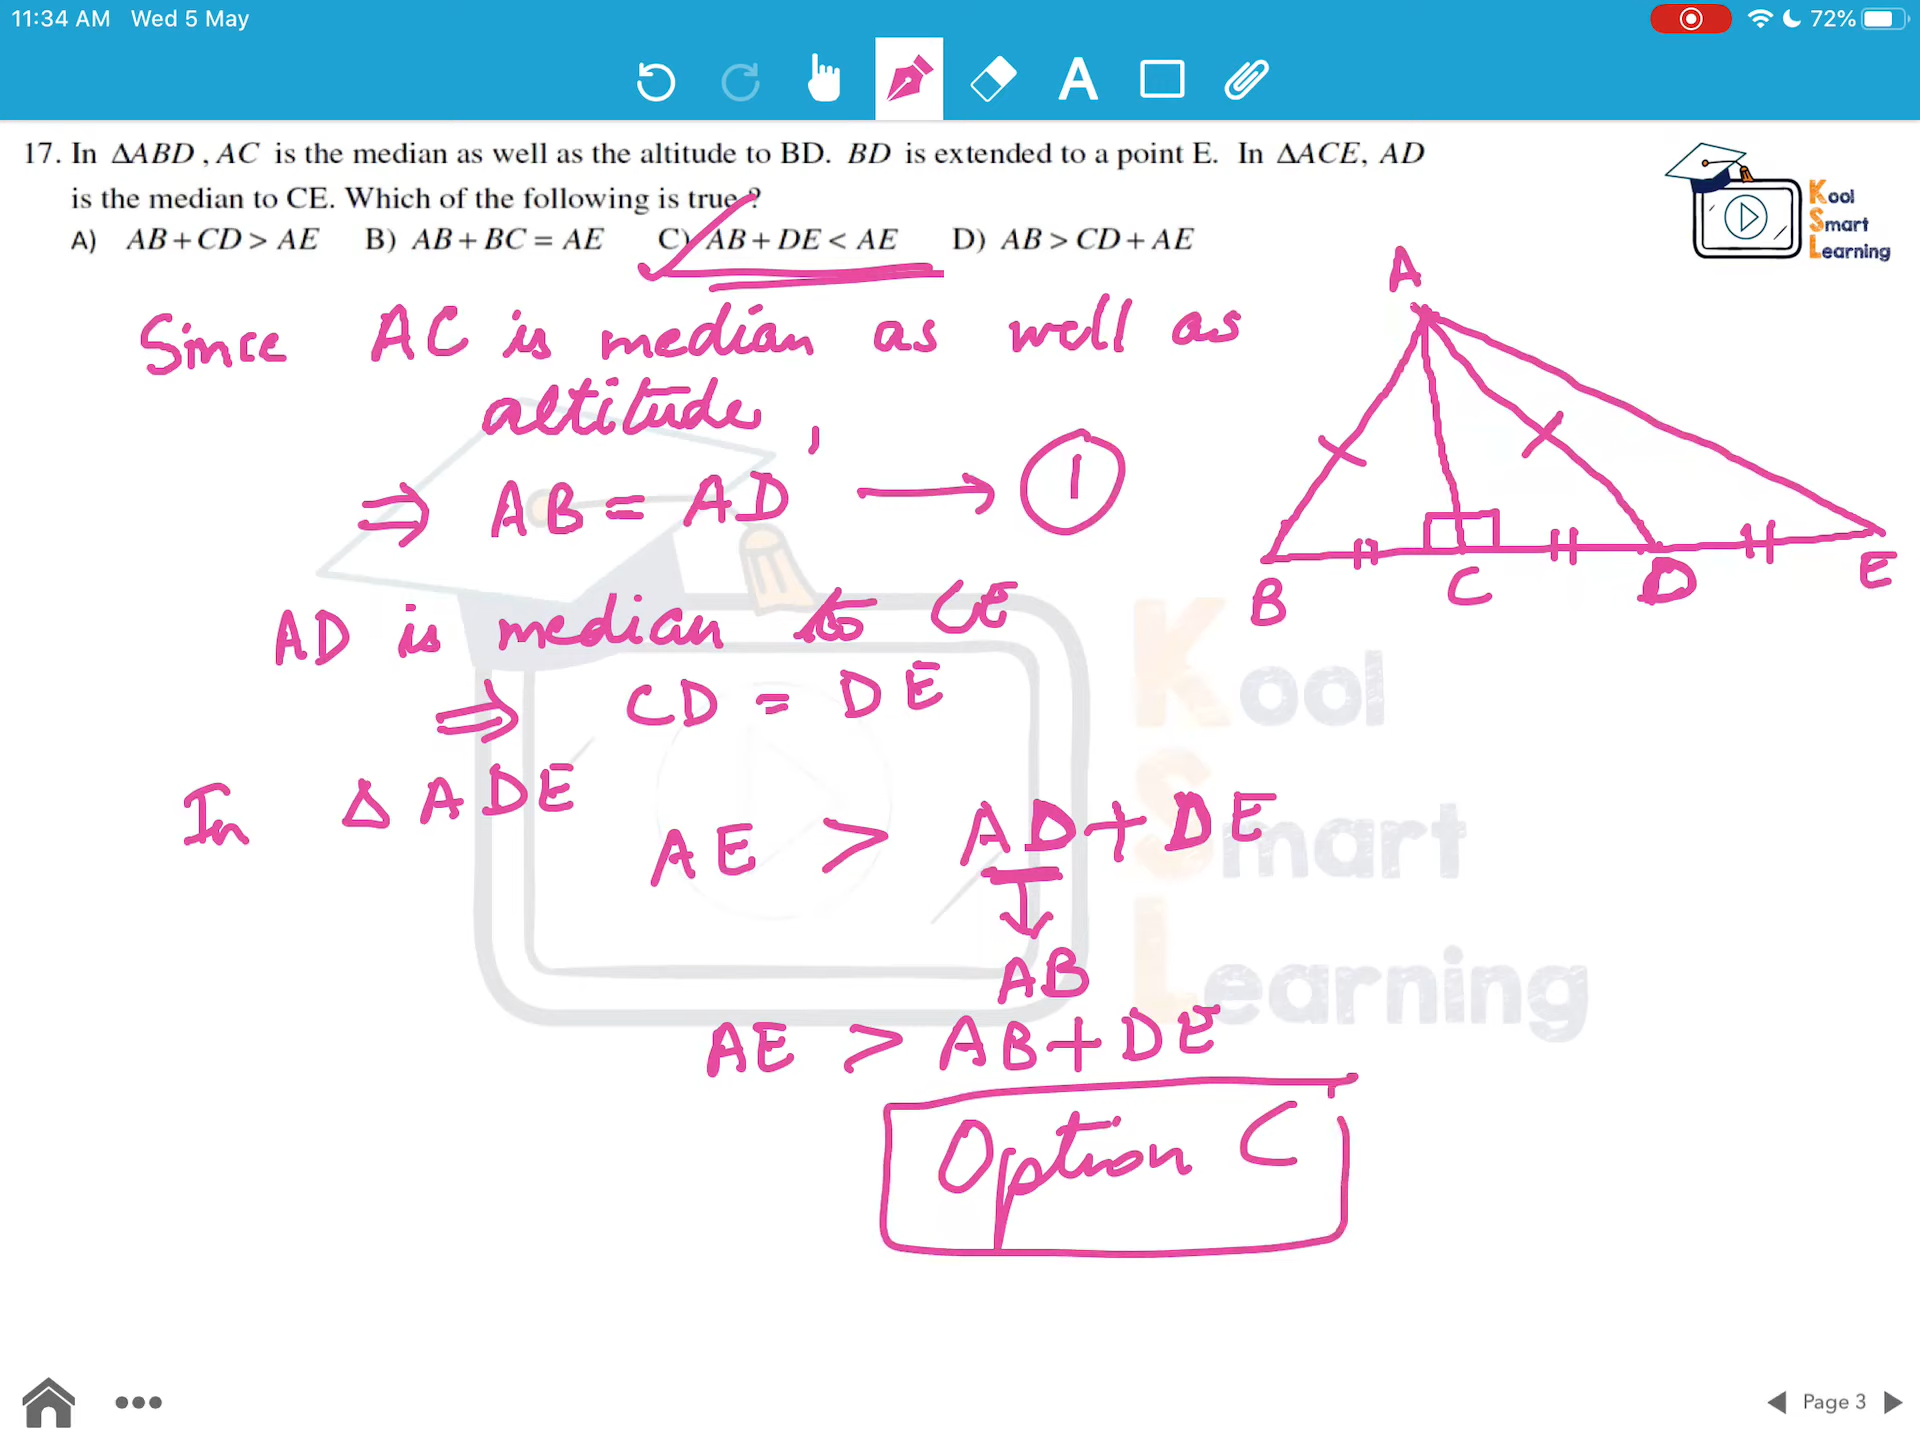 11:34 AM Wed 5 May
72%
17. In ΔABD, AC is the median as well as the altitude to BD. BD is extended to a point E. In ΔACE, AD
is the median to CE. Which of the following is true?
A) AB + CD > AE B) AB + BC = AE C) AB + DE < AE D) AB > CD + AE
Kool
Smart
Learning
Since AC is median as well as
altitude,
⇒ AB = AD → 1
AD is median to CE
⇒ CD = DE
In Δ ADE
AE > AD + DE
↓
AB
AE > AB + DE
Option C
A
B
C
D
E
Kool
Smart
Learning
Page 3